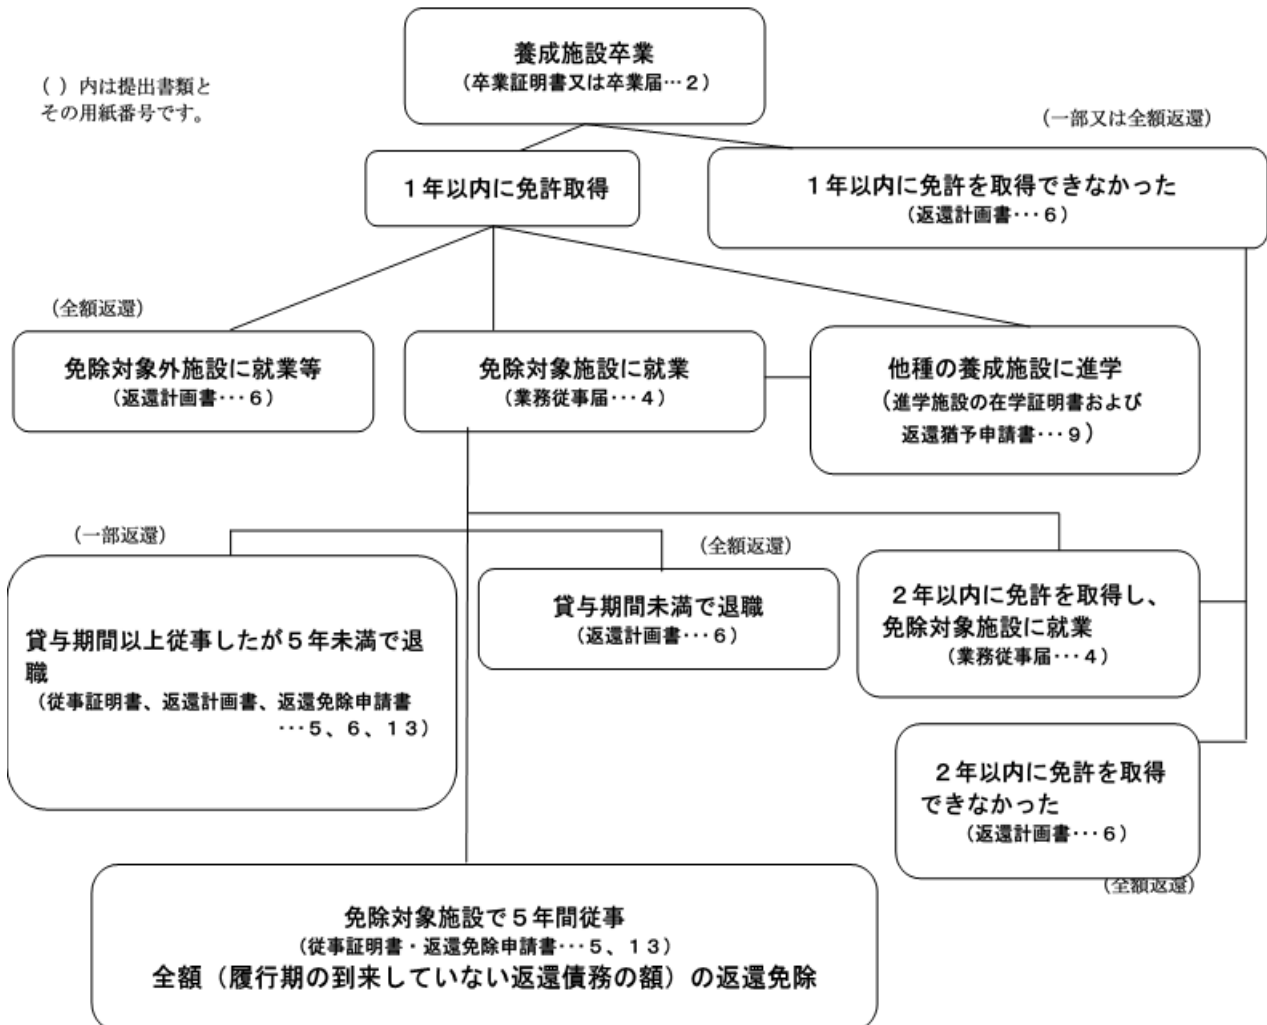 養成施設卒業
（卒業証明書又は卒業届…２）
（ ）内は提出書類と
その用紙番号です。
（一部又は全額返還）
１年以内に免許取得
１年以内に免許を取得できなかった
（返還計画書･･･６）
（全額返還）
免除対象外施設に就業等
（返還計画書･･･６）
免除対象施設に就業
（業務従事届･･･４）
他種の養成施設に進学
（進学施設の在学証明書および
返還猶予申請書･･･９）
（一部返還）
貸与期間以上従事したが５年未満で退
職
（従事証明書、返還計画書、返還免除申請書
･･･５、６、１３）
（全額返還）
貸与期間未満で退職
（返還計画書･･･６）
２年以内に免許を取得し、
免除対象施設に就業
（業務従事届･･･４）
２年以内に免許を取得
できなかった
（返還計画書･･･６）
（全額返還）
免除対象施設で５年間従事
（従事証明書・返還免除申請書･･･５、１３）
全額（履行期の到来していない返還債務の額）の返還免除